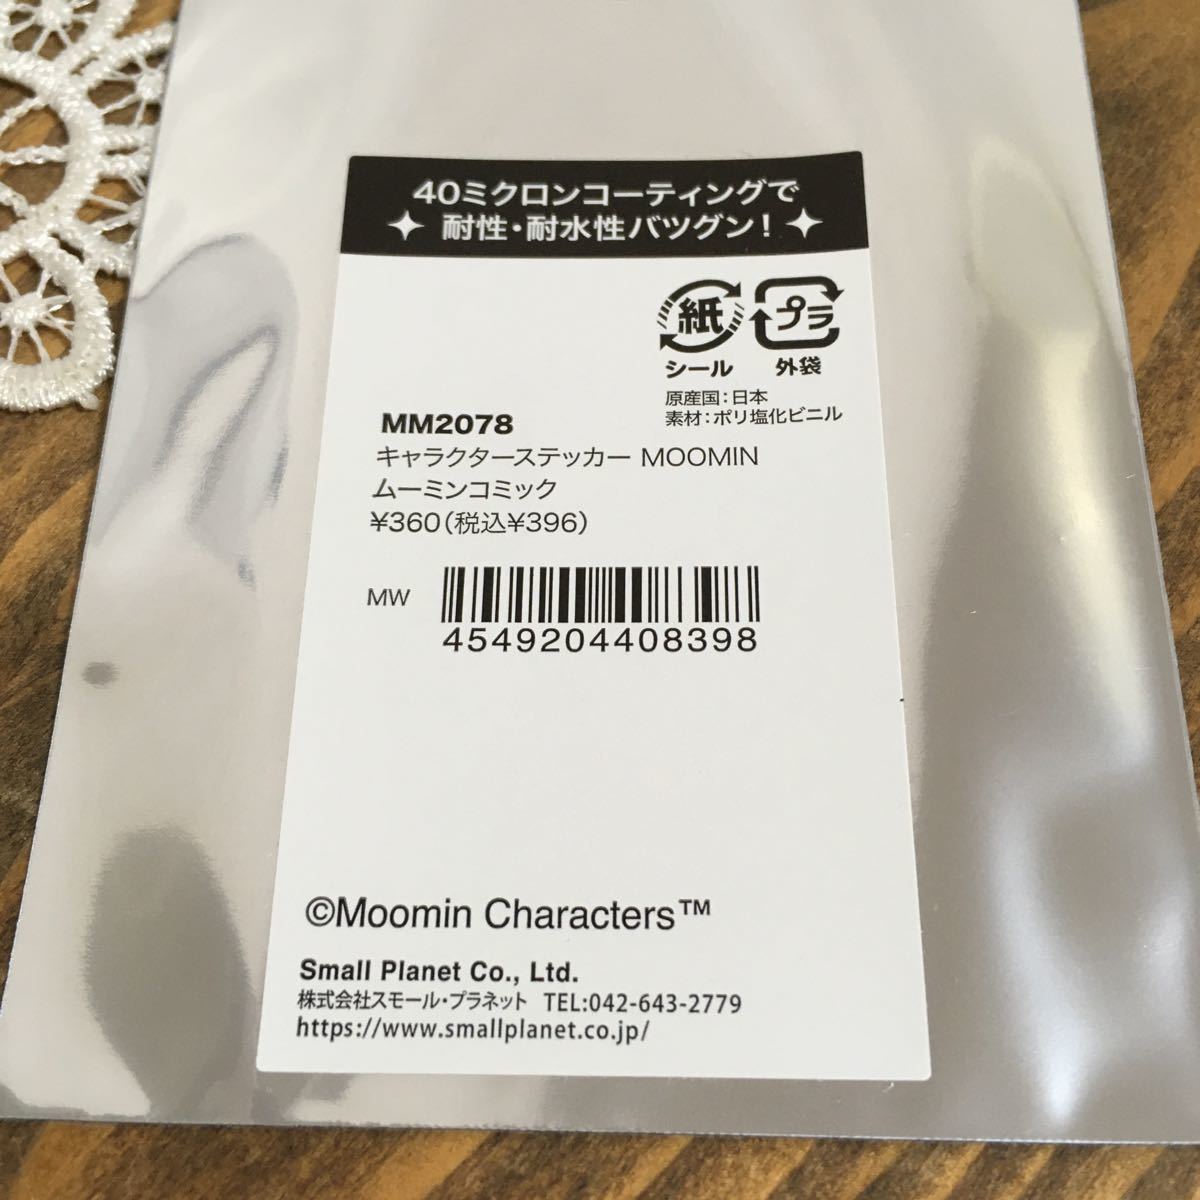 40ミクロンコーティングで
耐性・耐水性バツグン！
紙 プラ
シール 外袋
原産国：日本
素材：ポリ塩化ビニル
MM2078
キャラクターステッカー MOOMIN
ムーミンコミック
¥360（税込¥396）
MW
4549204408398
©Moomin Characters™
Small Planet Co., Ltd.
株式会社スモール・プラネット TEL:042-643-2779
https://www.smallplanet.co.jp/